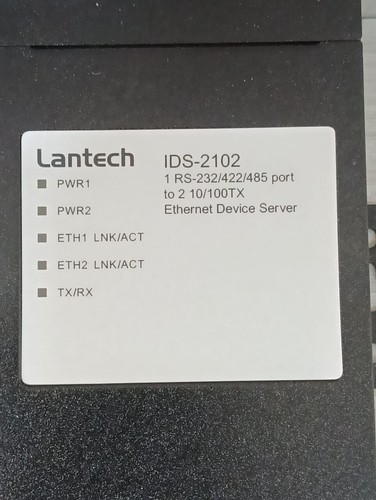 Lantech
IDS-2102
1 RS-232/422/485 port
to 2 10/100TX
Ethernet Device Server
PWR1
PWR2
ETH1 LNK/ACT
ETH2 LNK/ACT
TX/RX